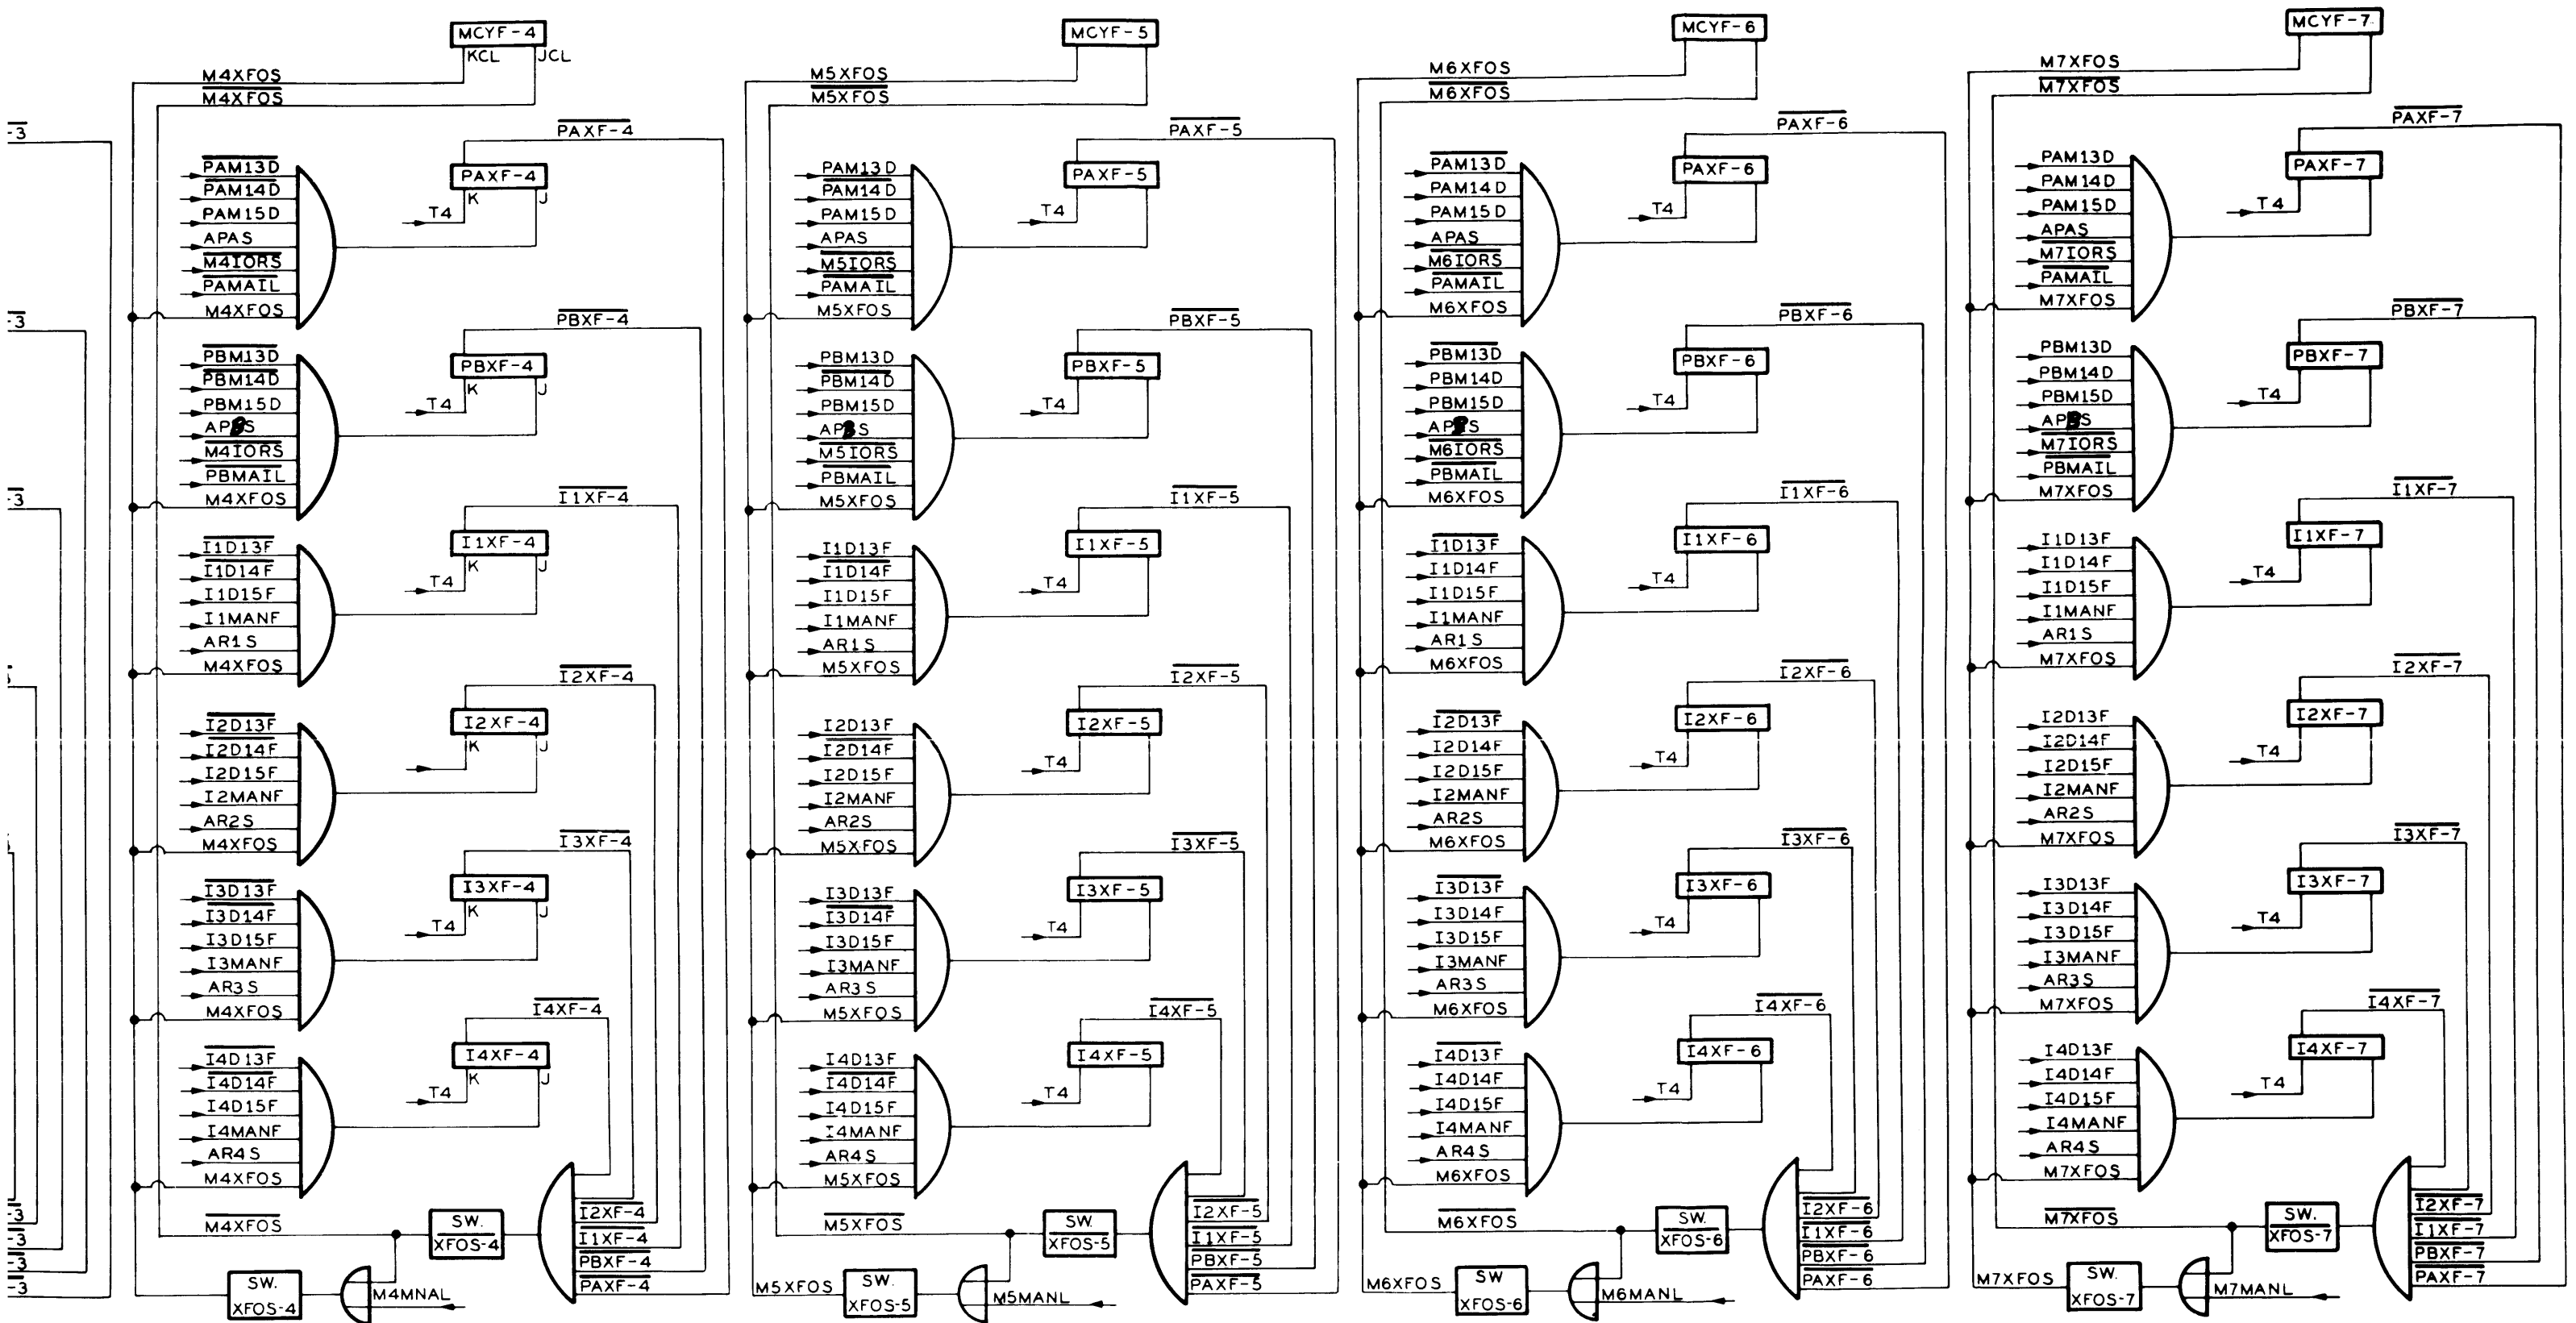 -3
-3
-3
-3
-3
-3
-3
MCYF-4
KCL JCL
M4XFOS
M4XFOS
PAXF-4
PAM13D
PAM14D
PAM15D
APAS
M4IORS
PAMAIL
M4XFOS
PAXF-4
K J
T4
PBXF-4
PBM13D
PBM14D
PBM15D
APBS
M4IORS
PBMAIL
M4XFOS
PBXF-4
K J
T4
I1XF-4
I1D13F
I1D14F
I1D15F
I1MANF
AR1S
M4XFOS
I1XF-4
K J
T4
I2XF-4
I2D13F
I2D14F
I2D15F
I2MANF
AR2S
M4XFOS
I2XF-4
K J
I3XF-4
I3D13F
I3D14F
I3D15F
I3MANF
AR3S
M4XFOS
I3XF-4
K J
T4
I4XF-4
I4D13F
I4D14F
I4D15F
I4MANF
AR4S
M4XFOS
I4XF-4
K J
T4
M4XFOS
SW.
XFOS-4
I2XF-4
I1XF-4
PBXF-4
PAXF-4
SW.
XFOS-4
M4MNAL
MCYF-5
M5XFOS
M5XFOS
PAXF-5
PAM13D
PAM14D
PAM15D
APAS
M5IORS
PAMAIL
M5XFOS
PAXF-5
T4
PBXF-5
PBM13D
PBM14D
PBM15D
APBS
M5IORS
PBMAIL
M5XFOS
PBXF-5
T4
I1XF-5
I1D13F
I1D14F
I1D15F
I1MANF
AR1S
M5XFOS
I1XF-5
T4
I2XF-5
I2D13F
I2D14F
I2D15F
I2MANF
AR2S
M5XFOS
I2XF-5
T4
I3XF-5
I3D13F
I3D14F
I3D15F
I3MANF
AR3S
M5XFOS
I3XF-5
T4
I4XF-5
I4D13F
I4D14F
I4D15F
I4MANF
AR4S
M5XFOS
I4XF-5
T4
M5XFOS
SW.
XFOS-5
I2XF-5
I1XF-5
PBXF-5
PAXF-5
M5XFOS
SW.
XFOS-5
M5MANL
MCYF-6
M6XFOS
M6XFOS
PAXF-6
PAM13D
PAM14D
PAM15D
APAS
M6IORS
PAMAIL
M6XFOS
PAXF-6
T4
PBXF-6
PBM13D
PBM14D
PBM15D
APBS
M6IORS
PBMAIL
M6XFOS
PBXF-6
T4
I1XF-6
I1D13F
I1D14F
I1D15F
I1MANF
AR1S
M6XFOS
I1XF-6
T4
I2XF-6
I2D13F
I2D14F
I2D15F
I2MANF
AR2S
M6XFOS
I2XF-6
T4
I3XF-6
I3D13F
I3D14F
I3D15F
I3MANF
AR3S
M6XFOS
I3XF-6
T4
I4XF-6
I4D13F
I4D14F
I4D15F
I4MANF
AR4S
M6XFOS
I4XF-6
T4
M6XFOS
SW.
XFOS-6
I2XF-6
I1XF-6
PBXF-6
PAXF-6
M6XFOS
SW
XFOS-6
M6MANL
MCYF-7
M7XFOS
M7XFOS
PAXF-7
PAM13D
PAM14D
PAM15D
APAS
M7IORS
PAMAIL
M7XFOS
PAXF-7
T4
PBXF-7
PBM13D
PBM14D
PBM15D
APBS
M7IORS
PBMAIL
M7XFOS
PBXF-7
T4
I1XF-7
I1D13F
I1D14F
I1D15F
I1MANF
AR1S
M7XFOS
I1XF-7
T4
I2XF-7
I2D13F
I2D14F
I2D15F
I2MANF
AR2S
M7XFOS
I2XF-7
T4
I3XF-7
I3D13F
I3D14F
I3D15F
I3MANF
AR3S
M7XFOS
I3XF-7
T4
I4XF-7
I4D13F
I4D14F
I4D15F
I4MANF
AR4S
M7XFOS
I4XF-7
T4
M7XFOS
SW.
XFOS-7
I2XF-7
I1XF-7
PBXF-7
PAXF-7
M7XFOS
SW.
XFOS-7
M7MANL